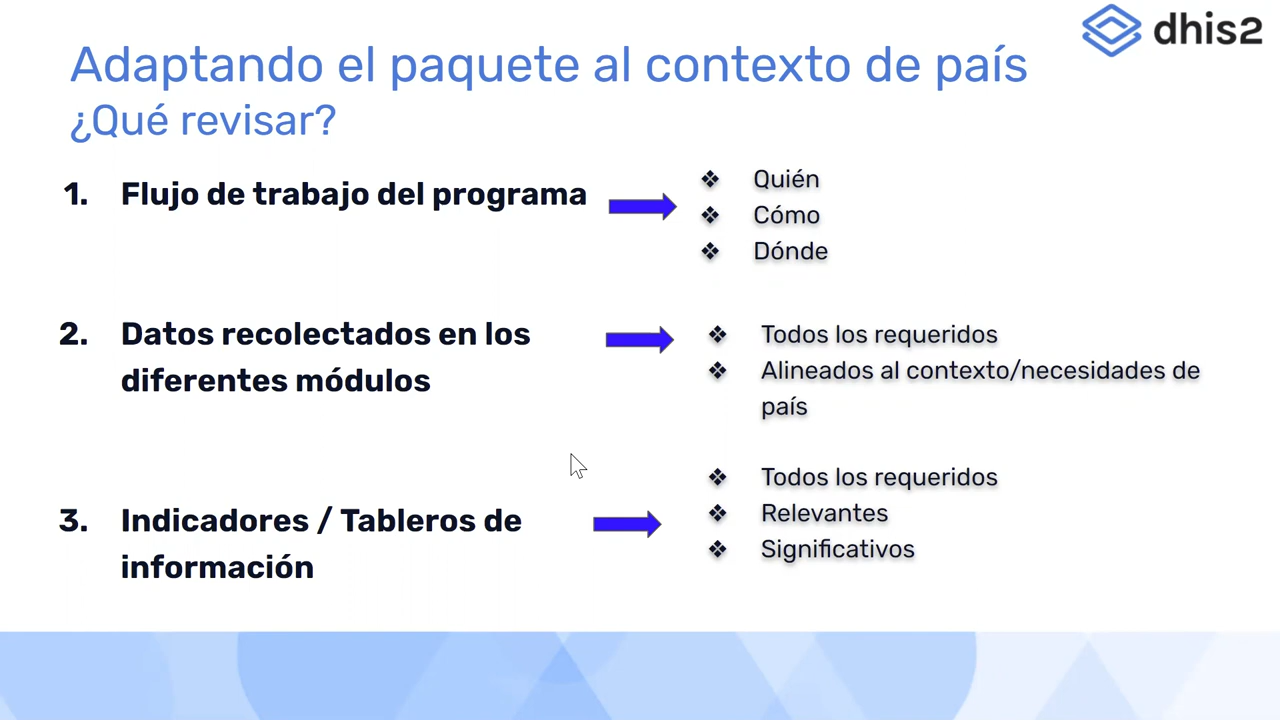 dhis2
Adaptando el paquete al contexto de país
¿Qué revisar?
1. Flujo de trabajo del programa
❖ Quién
❖ Cómo
❖ Dónde
2. Datos recolectados en los
diferentes módulos
❖ Todos los requeridos
❖ Alineados al contexto/necesidades de
país
3. Indicadores / Tableros de
información
❖ Todos los requeridos
❖ Relevantes
❖ Significativos